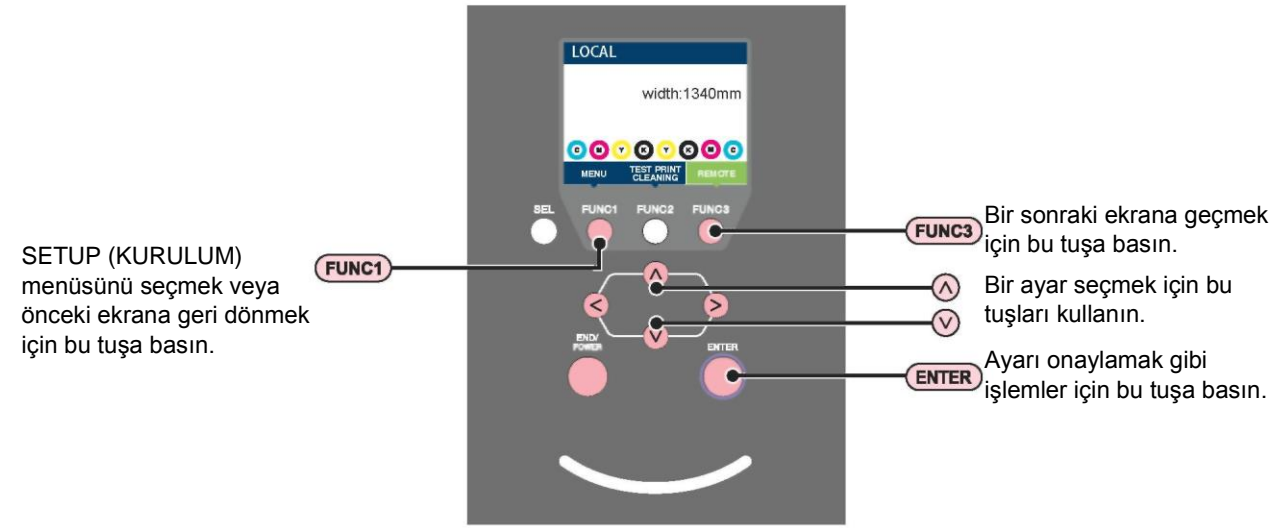 LOCAL
width:1340mm
C M Y K Y K M C
MENU TEST PRINT CLEANING REMOTE
SEL FUNC1 FUNC2 FUNC3
SETUP (KURULUM)
menüsünü seçmek veya
önceki ekrana geri dönmek
için bu tuşa basın.
FUNC1
FUNC3
Bir sonraki ekrana geçmek
için bu tuşa basın.
Bir ayar seçmek için bu
tuşları kullanın.
END/
POWER
ENTER
ENTER
Ayarı onaylamak gibi
işlemler için bu tuşa basın.